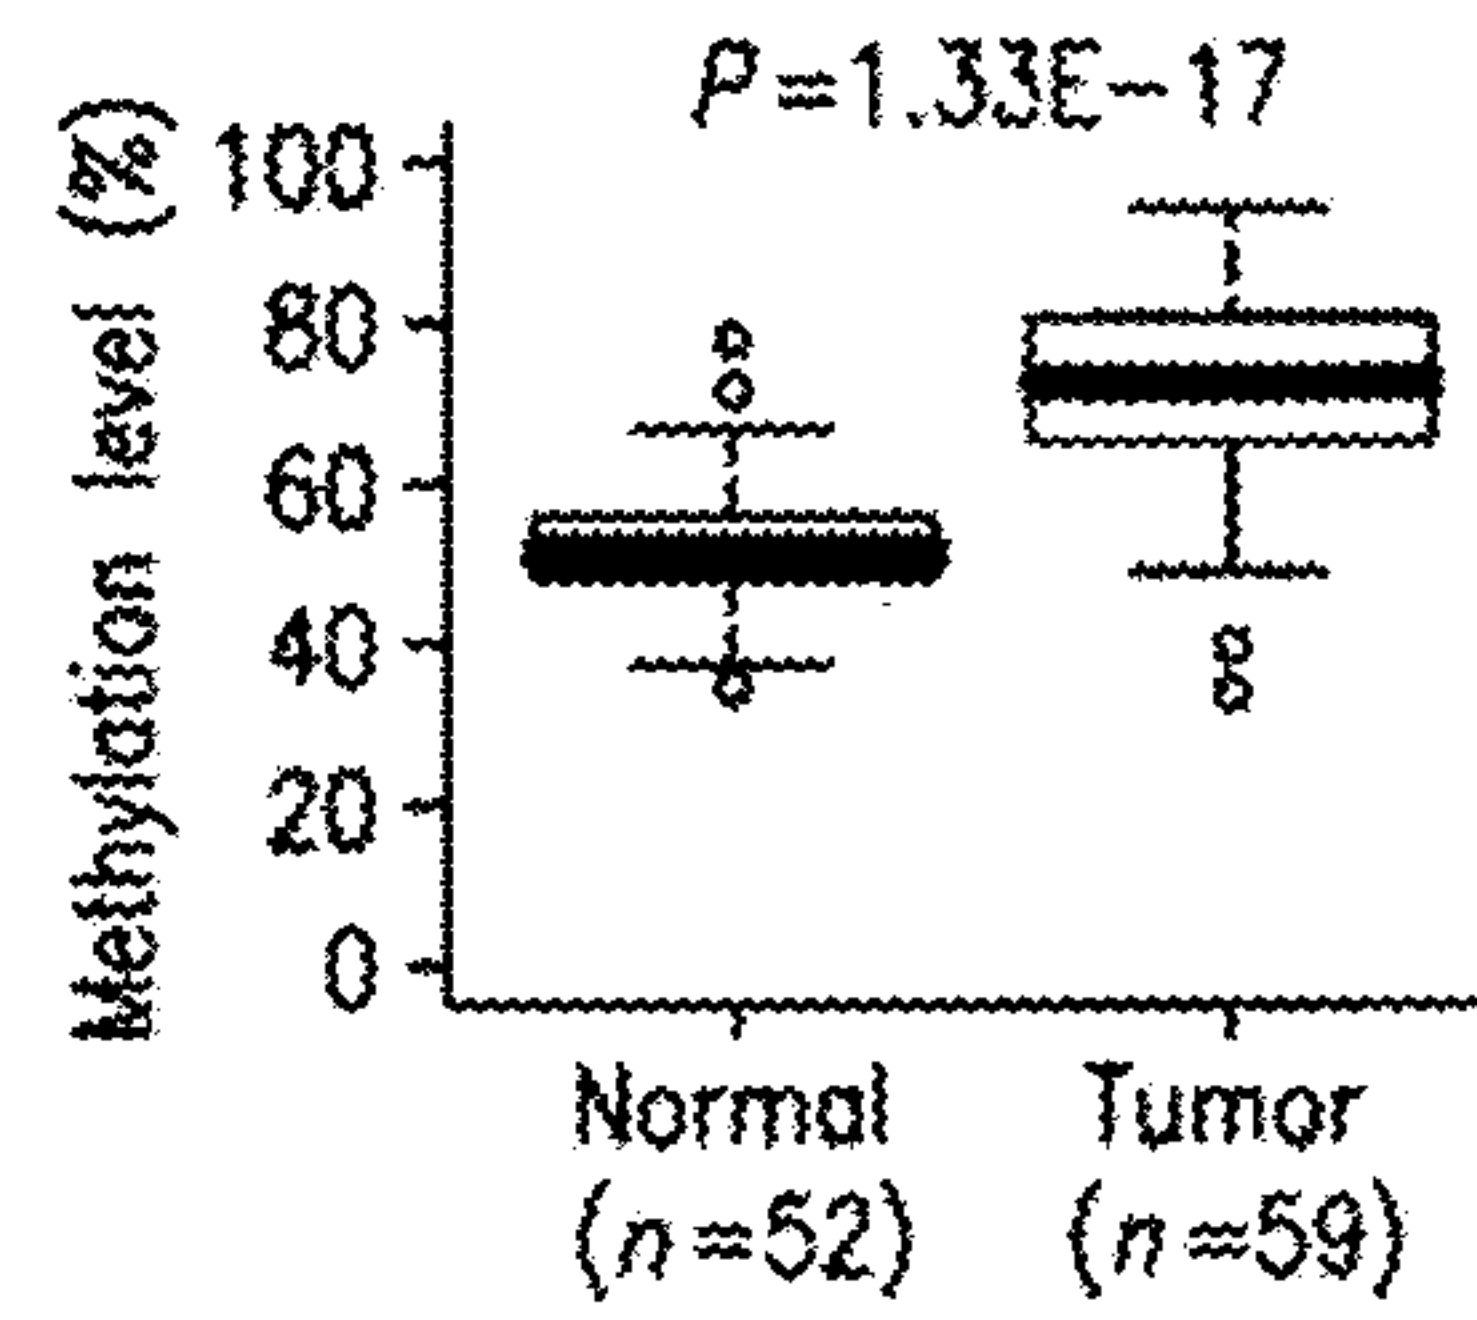 P=1.33E-17
Methylation level (%)
100
80
60
40
20
0
Normal Tumor
(n=52) (n=59)